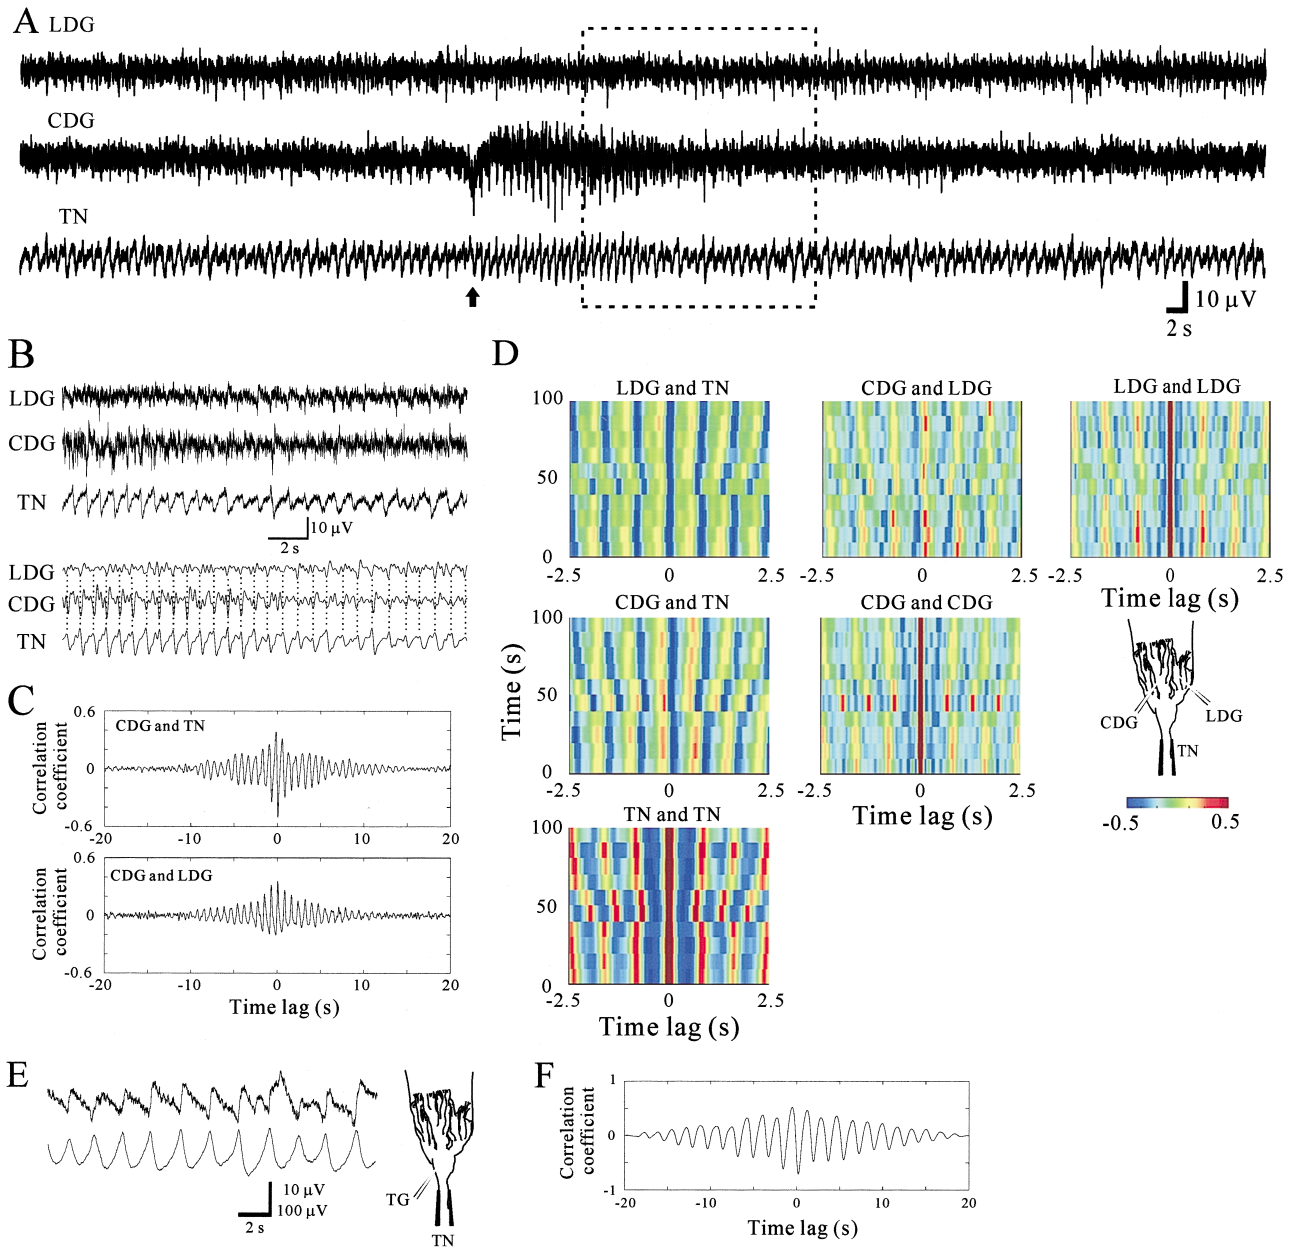 A
LDG
CDG
TN
10 μV
2 s
B
LDG
CDG
TN
10 μV
2 s
LDG
CDG
TN
C
Correlation
coefficient
0.6
0
-0.6
CDG and TN
-20
-10
0
10
20
Correlation
coefficient
0.6
0
-0.6
CDG and LDG
-20
-10
0
10
20
Time lag (s)
D
LDG and TN
CDG and LDG
LDG and LDG
100
50
0
-2.5
0
2.5
-2.5
0
2.5
-2.5
0
2.5
Time lag (s)
CDG and TN
CDG and CDG
Time (s)
100
50
0
-2.5
0
2.5
-2.5
0
2.5
Time lag (s)
CDG
LDG
TN
-0.5
0.5
TN and TN
100
50
0
-2.5
0
2.5
Time lag (s)
E
10 μV
100 μV
2 s
TG
TN
F
Correlation
coefficient
1
0
-1
-20
-10
0
10
20
Time lag (s)